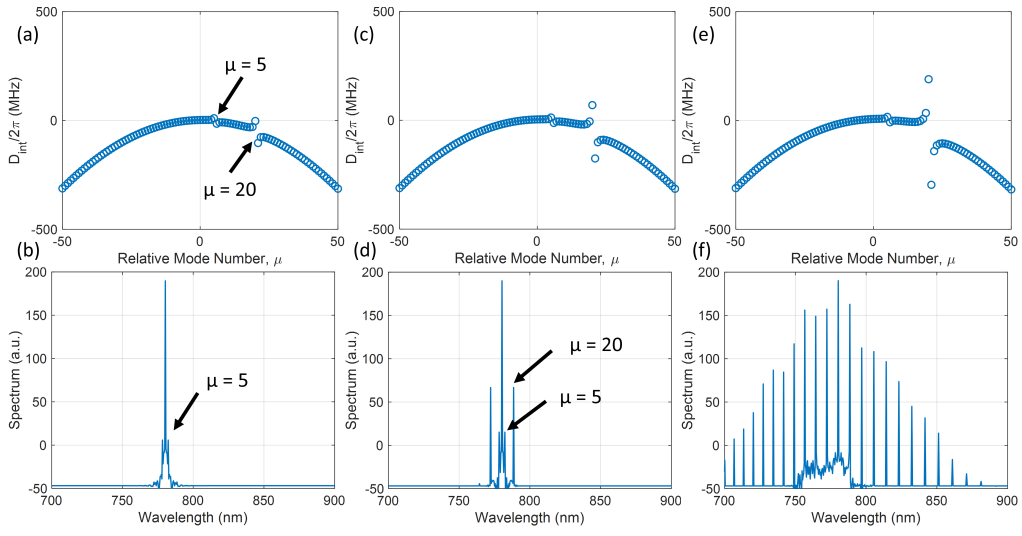 (a)
500
0
-500
D_int/2π (MHz)
μ = 5
μ = 20
-50
0
50
Relative Mode Number, μ
(c)
500
0
-500
D_int/2π (MHz)
-50
0
50
Relative Mode Number, μ
(e)
500
0
-500
D_int/2π (MHz)
-50
0
50
Relative Mode Number, μ
(b)
200
150
100
50
0
-50
Spectrum (a.u.)
μ = 5
700
750
800
850
900
Wavelength (nm)
(d)
200
150
100
50
0
-50
Spectrum (a.u.)
μ = 20
μ = 5
700
750
800
850
900
Wavelength (nm)
(f)
200
150
100
50
0
-50
Spectrum (a.u.)
700
750
800
850
900
Wavelength (nm)